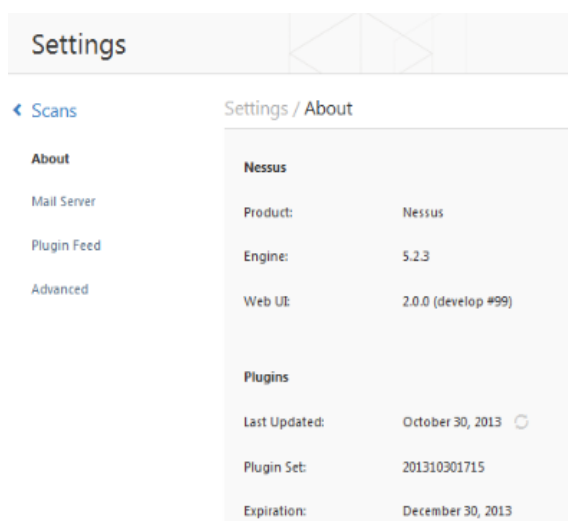 Settings
Scans
Settings / About
About
Nessus
Mail Server
Product: Nessus
Plugin Feed
Engine: 5.2.3
Advanced
Web UI: 2.0.0 (develop #99)
Plugins
Last Updated: October 30, 2013
Plugin Set: 201310301715
Expiration: December 30, 2013